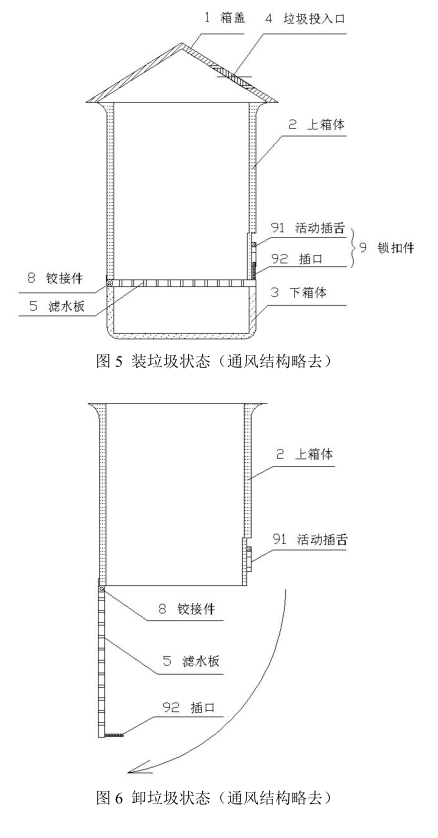 1 箱盖
4 垃圾投入口
2 上箱体
91 活动插舌
9 锁扣件
92 插口
8 铰接件
5 滤水板
3 下箱体
图 5 装垃圾状态（通风结构略去）
2 上箱体
91 活动插舌
8 铰接件
5 滤水板
92 插口
图 6 卸垃圾状态（通风结构略去）